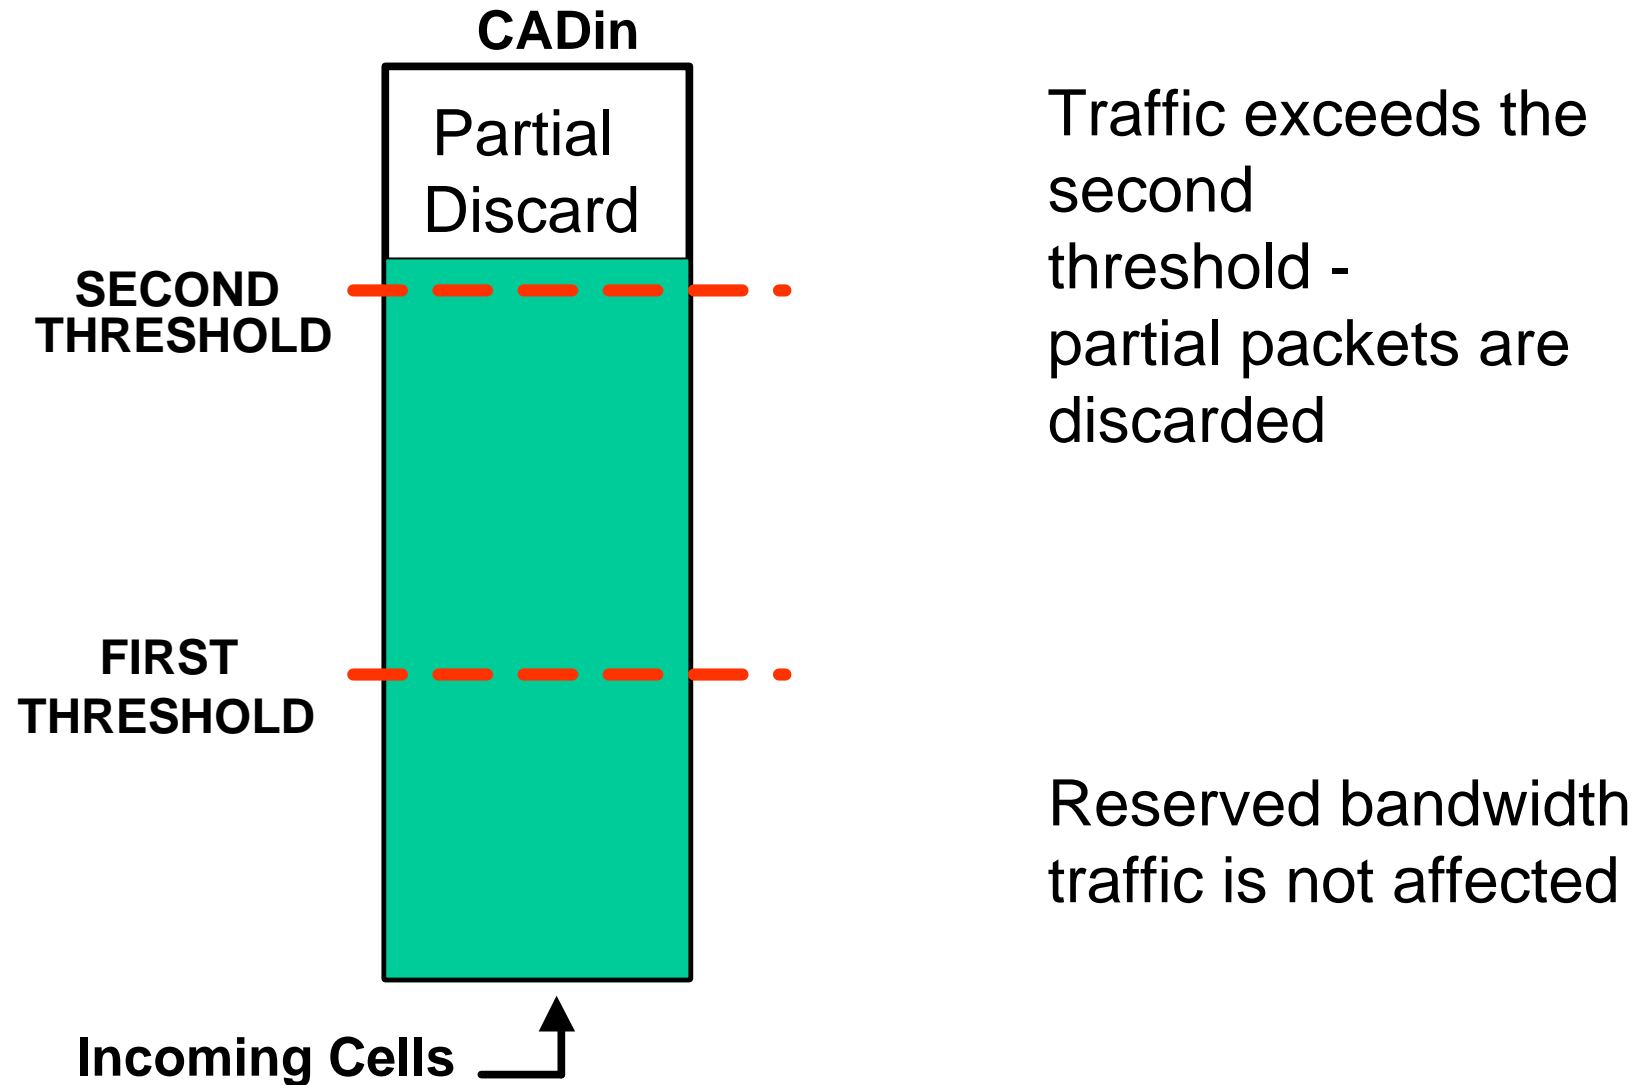 CADin
Partial
Discard
SECOND
THRESHOLD
FIRST
THRESHOLD
Incoming Cells
Traffic exceeds the
second
threshold -
partial packets are
discarded
Reserved bandwidth
traffic is not affected